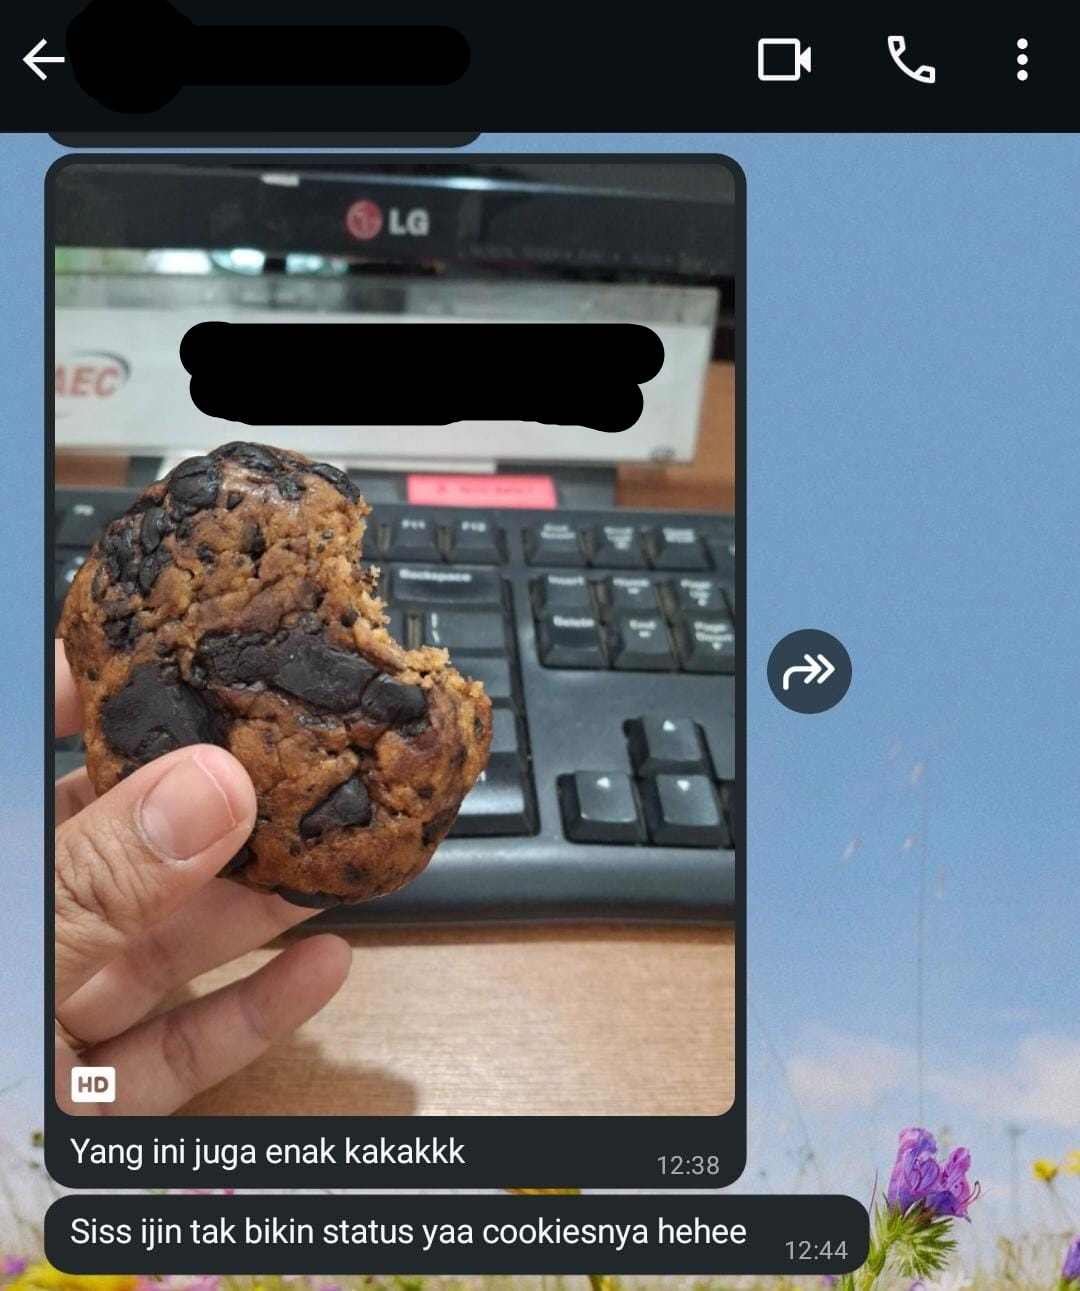 LG
AEC
F11 F12
Backspace
Insert Home Page Up
Delete End Page Down
HD
Yang ini juga enak kakakkk
12:38
Siss ijin tak bikin status yaa cookiesnya hehee
12:44